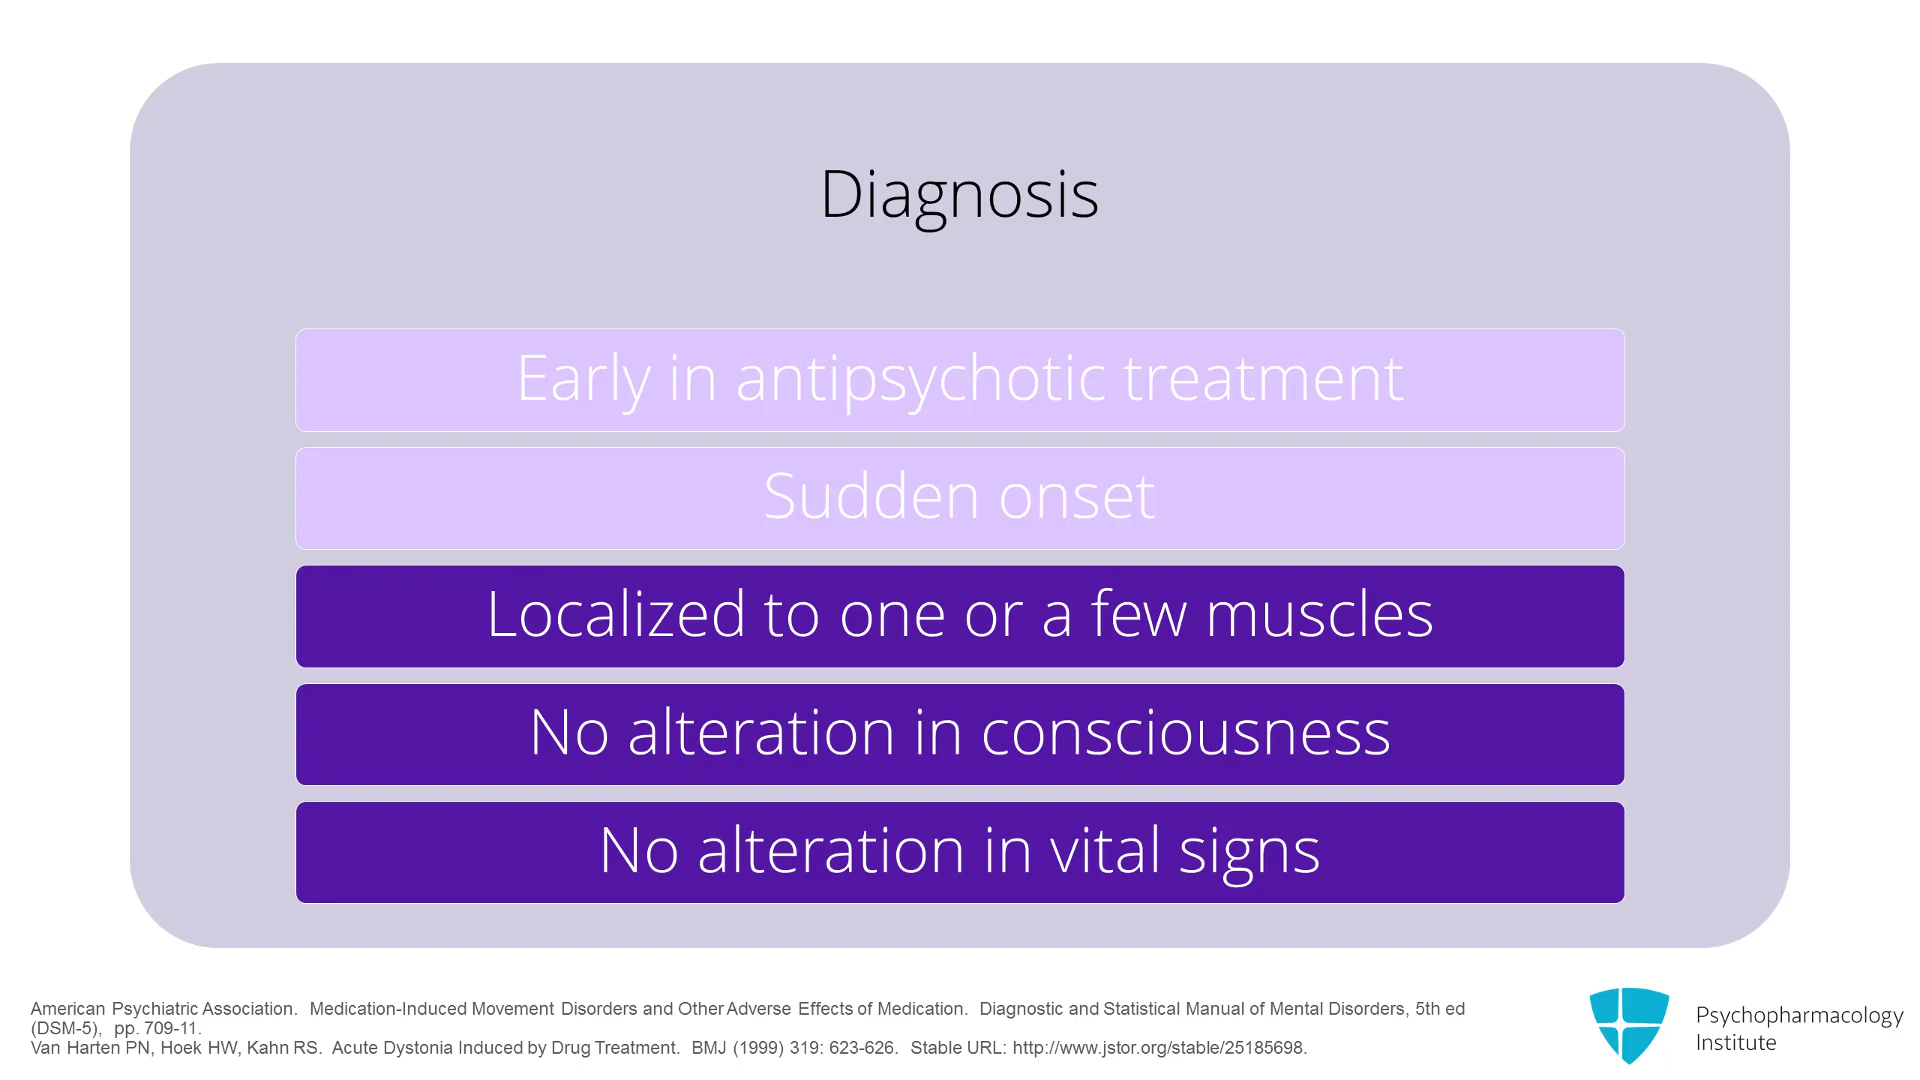 Diagnosis
Early in antipsychotic treatment
Sudden onset
Localized to one or a few muscles
No alteration in consciousness
No alteration in vital signs
American Psychiatric Association.  Medication-Induced Movement Disorders and Other Adverse Effects of Medication.  Diagnostic and Statistical Manual of Mental Disorders, 5th ed
(DSM-5),  pp. 709-11.
Van Harten PN, Hoek HW, Kahn RS.  Acute Dystonia Induced by Drug Treatment.  BMJ (1999) 319: 623-626.  Stable URL: http://www.jstor.org/stable/25185698.
Psychopharmacology
Institute